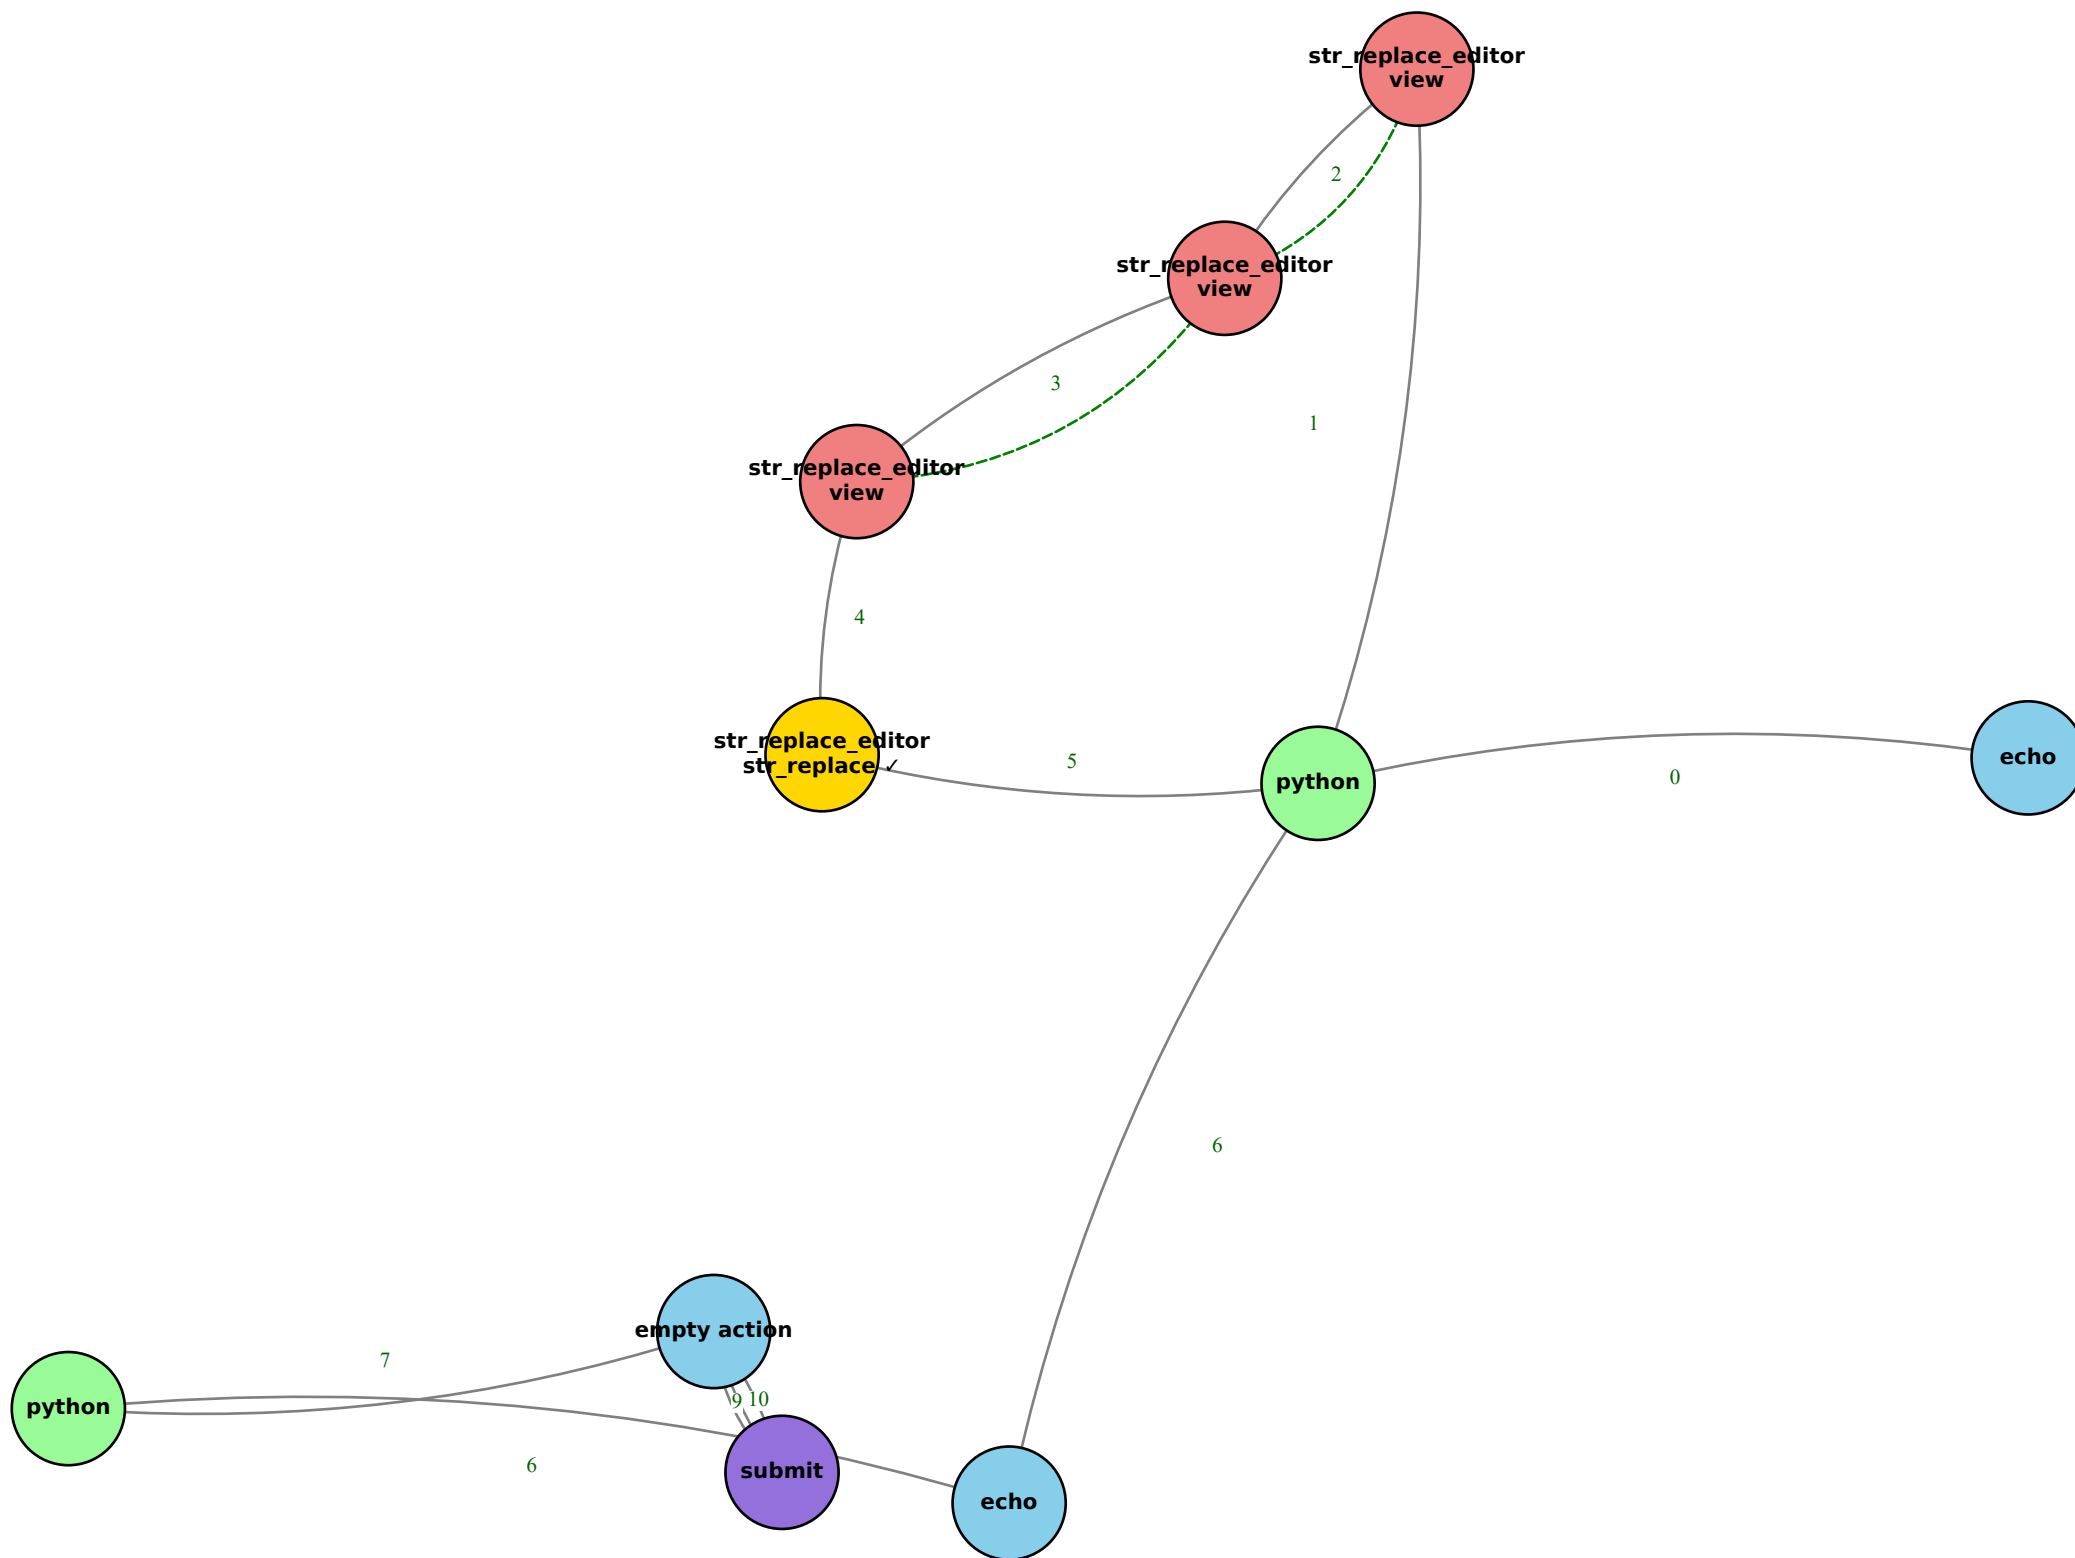 str_replace_editor
view
2
str_replace_editor
view
3
1
str_replace_editor
view
4
str_replace_editor
str_replace ✓
5
python
0
echo
6
empty action
7
9
10
python
6
submit
echo